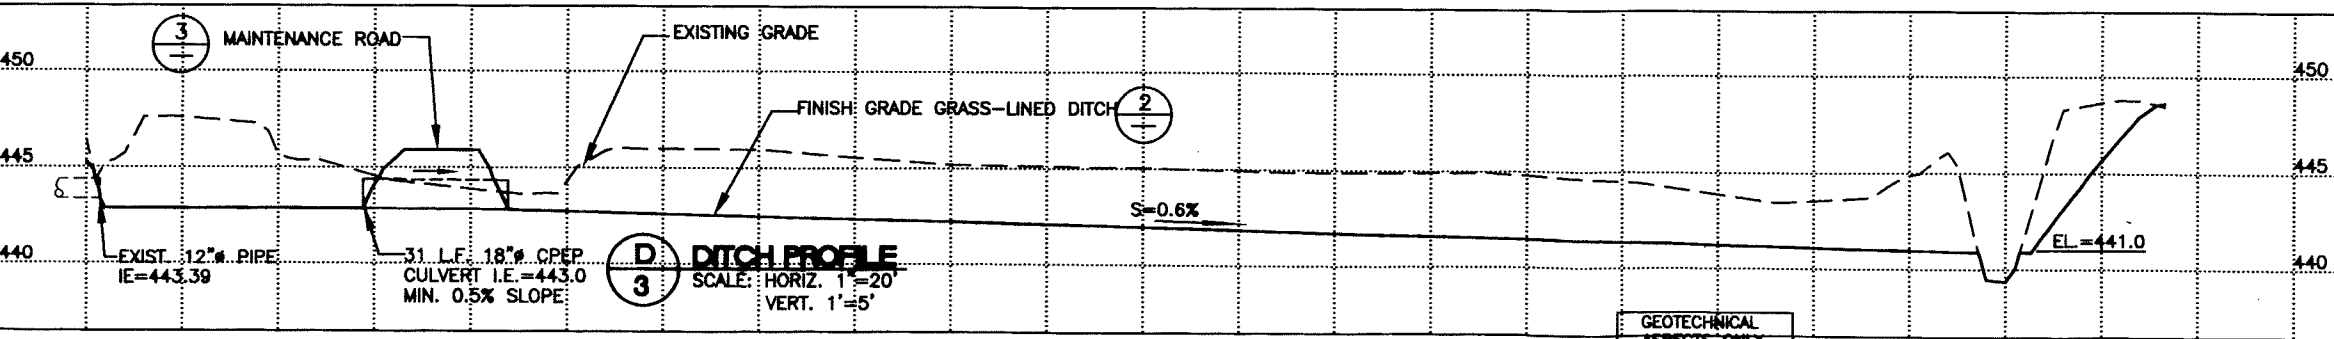 3
MAINTENANCE ROAD
EXISTING GRADE
450
450
FINISH GRADE GRASS-LINED DITCH
2
445
445
S=0.6%
EL.=441.0
440
440
EXIST. 12"ø PIPE
IE=443.39
31 L.F. 18"ø CPEP
CULVERT I.E.=443.0
MIN. 0.5% SLOPE
D
3
DITCH PROFILE
SCALE: HORIZ. 1"=20'
VERT. 1'=5'
GEOTECHNICAL
ASPECTS ONLY